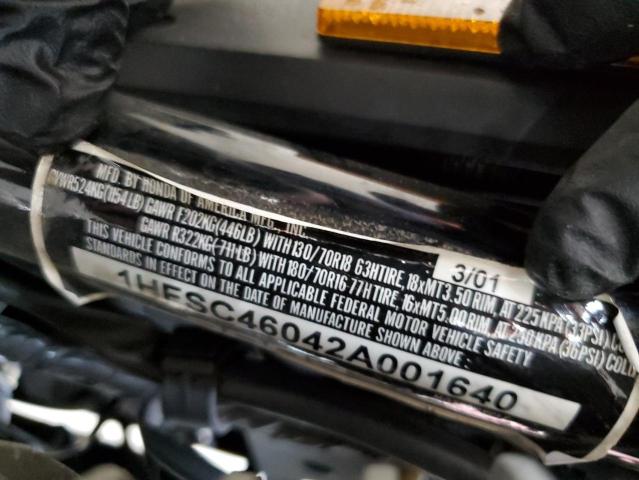 MFD. BY HONDA OF AMERICA MFG., INC. 3/01
GVWR524KG(1154LB) GAWR F202KG(446LB) WITH 130/70R18 63HTIRE, 18xMT3.50 RIM, AT 225KPA(33PSI)
GAWR R322KG(711LB) WITH 180/70R16 77HTIRE, 16xMT5.00 RIM, AT 250KPA (36PSI) COLD
THIS VEHICLE CONFORMS TO ALL APPLICABLE FEDERAL MOTOR VEHICLE SAFETY
STANDARDS IN EFFECT ON THE DATE OF MANUFACTURE SHOWN ABOVE:
1HFSC46042A001640